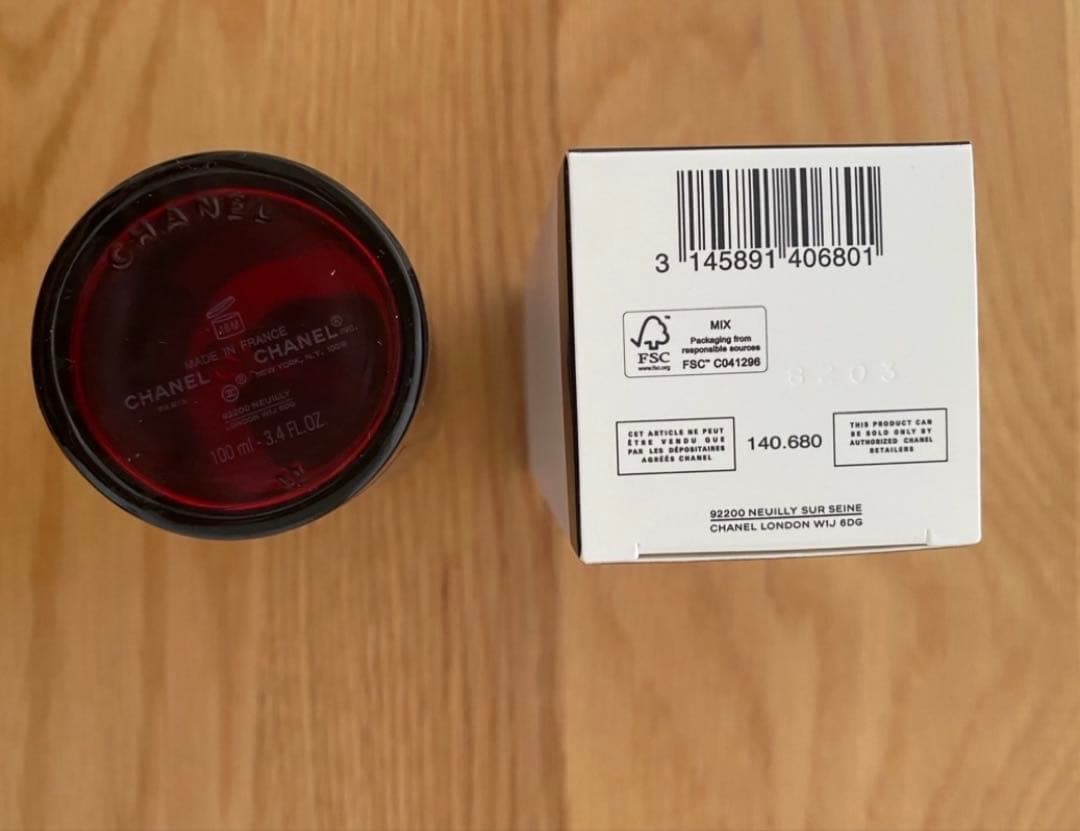 CHANEL
MADE IN FRANCE
CHANEL
CHANEL® INC.
PARIS
NEW YORK, N.Y. 10019
92200 NEUILLY
LONDON W1J 6DG
100 ml - 3.4 FL.OZ.
3 145891 406801
FSC
www.fsc.org
MIX
Packaging from
responsible sources
FSC™ C041296
8203
CET ARTICLE NE PEUT
ÊTRE VENDU QUE
PAR LES DÉPOSITAIRES
AGRÉÉS CHANEL
140.680
THIS PRODUCT CAN
BE SOLD ONLY BY
AUTHORIZED CHANEL
RETAILERS
92200 NEUILLY SUR SEINE
CHANEL LONDON W1J 6DG